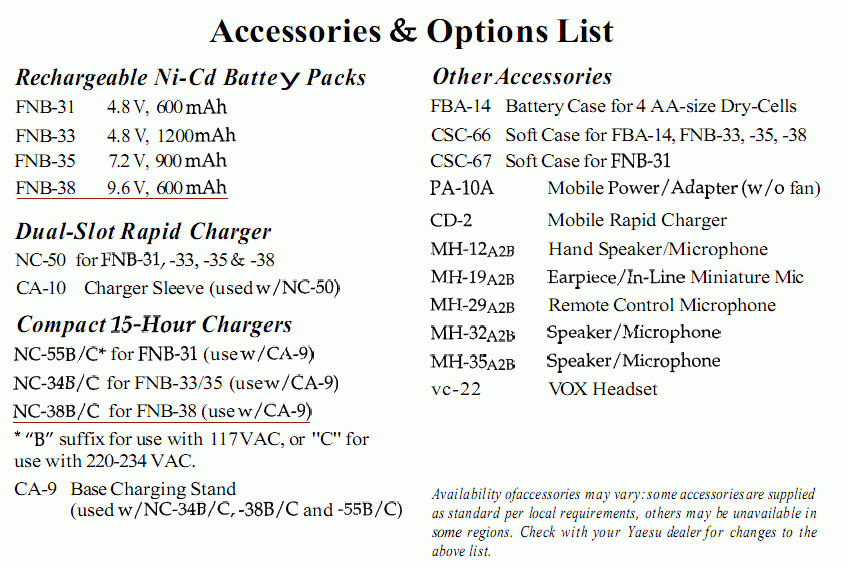 Accessories & Options List
Rechargeable Ni-Cd Battey Packs
FNB-31 4.8 V, 600 mAh
FNB-33 4.8 V, 1200mAh
FNB-35 7.2 V, 900 mAh
FNB-38 9.6 V, 600 mAh
Dual-Slot Rapid Charger
NC-50 for FNB-31, -33, -35 & -38
CA-10 Charger Sleeve (used w/NC-50)
Compact 15-Hour Chargers
NC-55B/C* for FNB-31 (use w/CA-9)
NC-34B/C for FNB-33/35 (use w/CA-9)
NC-38B/C for FNB-38 (use w/CA-9)
* “B” suffix for use with 117 VAC, or "C" for
use with 220-234 VAC.
CA-9 Base Charging Stand
(used w/NC-34B/C, -38B/C and -55B/C)
Other Accessories
FBA-14 Battery Case for 4 AA-size Dry-Cells
CSC-66 Soft Case for FBA-14, FNB-33, -35, -38
CSC-67 Soft Case for FNB-31
PA-10A Mobile Power/Adapter (w/o fan)
CD-2 Mobile Rapid Charger
MH-12A2B Hand Speaker/Microphone
MH-19A2B Earpiece/In-Line Miniature Mic
MH-29A2B Remote Control Microphone
MH-32A2B Speaker/Microphone
MH-35A2B Speaker/Microphone
vc-22 VOX Headset
Availability of accessories may vary: some accessories are supplied
as standard per local requirements, others may be unavailable in
some regions. Check with your Yaesu dealer for changes to the
above list.